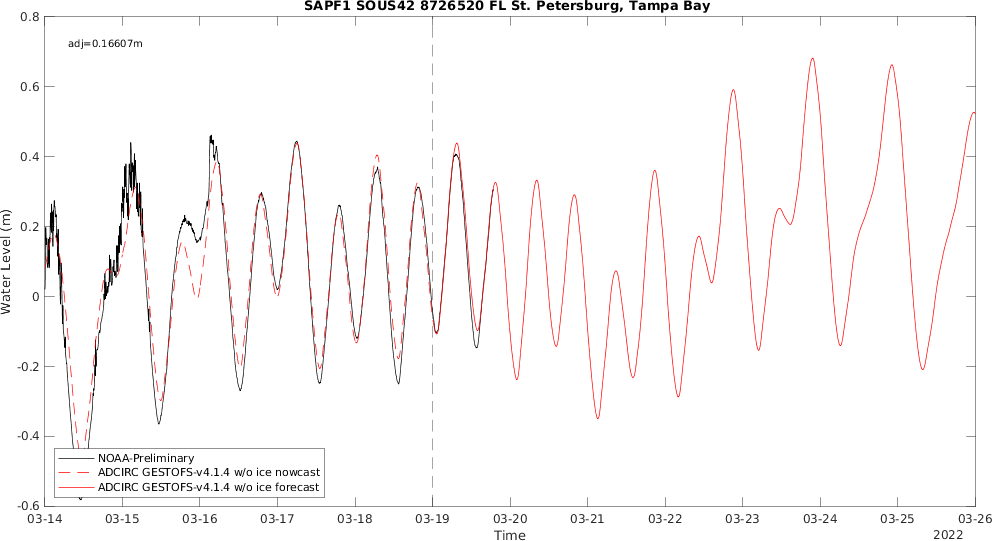 SAPF1 SOUS42 8726520 FL St. Petersburg, Tampa Bay
adj=0.16607m
0.8
0.6
0.4
0.2
0
-0.2
-0.4
-0.6
Water Level (m)
NOAA-Preliminary
ADCIRC GESTOFS-v4.1.4 w/o ice nowcast
ADCIRC GESTOFS-v4.1.4 w/o ice forecast
03-14 03-15 03-16 03-17 03-18 03-19 03-20 03-21 03-22 03-23 03-24 03-25 03-26
Time
2022